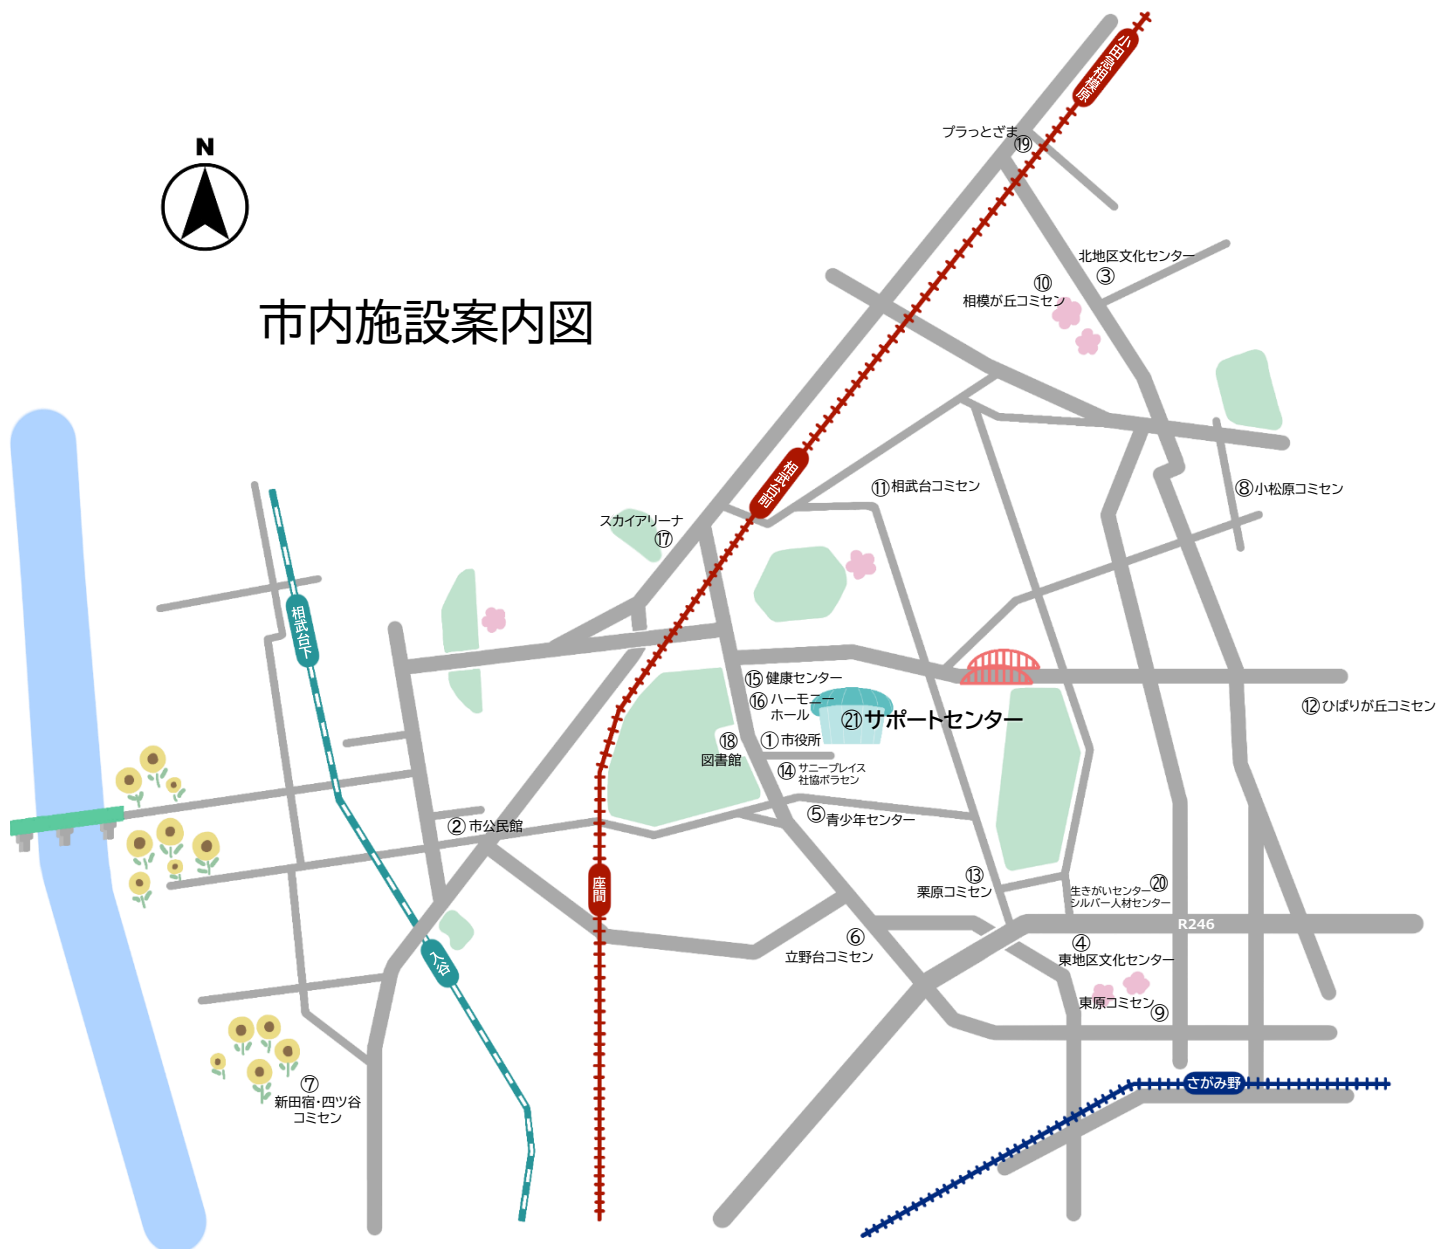 小田急相模原
N
プラっとざま
⑲
北地区文化センター
③
⑩
相模が丘コミセン
市内施設案内図
相武台前
⑪相武台コミセン
⑧小松原コミセン
スカイアリーナ
⑰
相武台下
⑮健康センター
⑯ハーモニー
ホール
㉑サポートセンター
⑫ひばりが丘コミセン
①市役所
⑱
図書館
⑭サニープレイス
社協ボラセン
⑤青少年センター
②市公民館
座間
⑬
栗原コミセン
生きがいセンター⑳
シルバー人材センター
R246
⑥
立野台コミセン
④
東地区文化センター
入谷
東原コミセン
⑨
⑦
新田宿・四ツ谷
コミセン
さがみ野